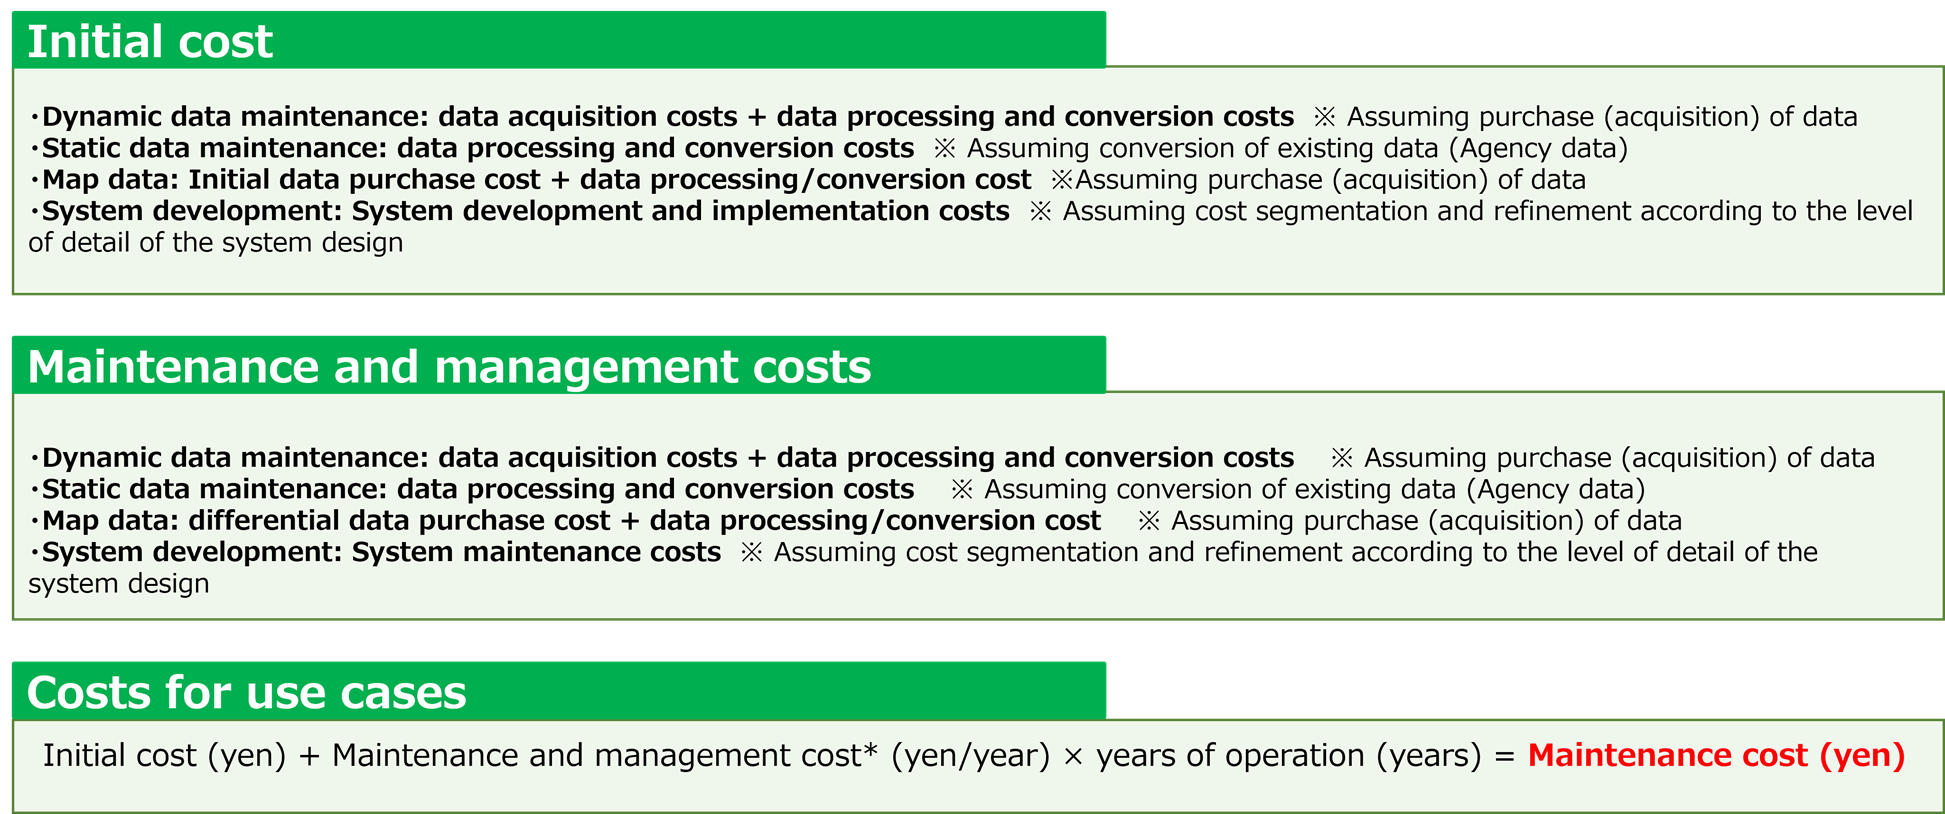 Initial cost
・Dynamic data maintenance: data acquisition costs + data processing and conversion costs ※ Assuming purchase (acquisition) of data
・Static data maintenance: data processing and conversion costs ※ Assuming conversion of existing data (Agency data)
・Map data: Initial data purchase cost + data processing/conversion cost ※Assuming purchase (acquisition) of data
・System development: System development and implementation costs ※ Assuming cost segmentation and refinement according to the level
of detail of the system design
Maintenance and management costs
・Dynamic data maintenance: data acquisition costs + data processing and conversion costs ※ Assuming purchase (acquisition) of data
・Static data maintenance: data processing and conversion costs ※ Assuming conversion of existing data (Agency data)
・Map data: differential data purchase cost + data processing/conversion cost ※ Assuming purchase (acquisition) of data
・System development: System maintenance costs ※ Assuming cost segmentation and refinement according to the level of detail of the
system design
Costs for use cases
Initial cost (yen) + Maintenance and management cost* (yen/year) × years of operation (years) = Maintenance cost (yen)